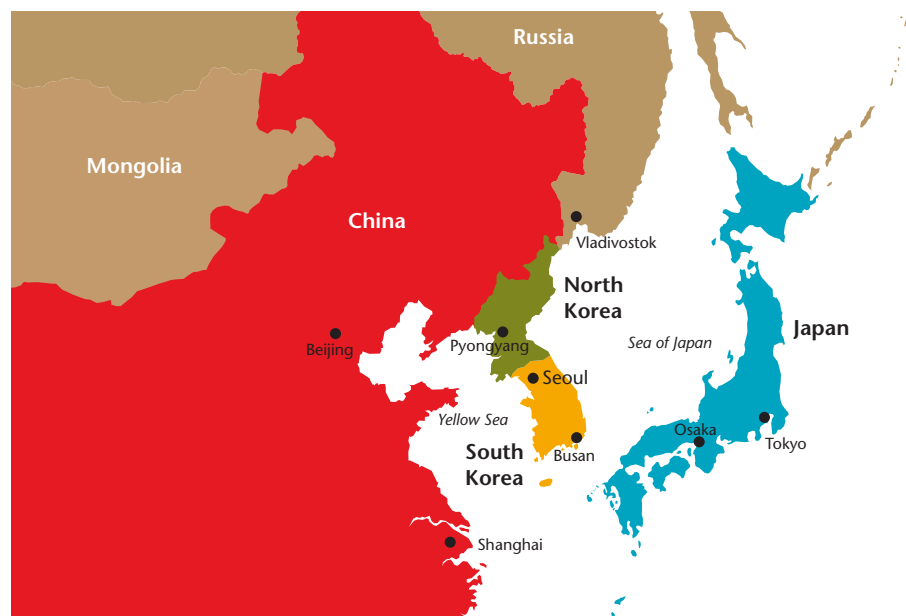 Russia
Mongolia
China
Vladivostok
North
Korea
Japan
Sea of Japan
Beijing
Pyongyang
Seoul
Yellow Sea
Osaka
Tokyo
South
Korea
Busan
Shanghai